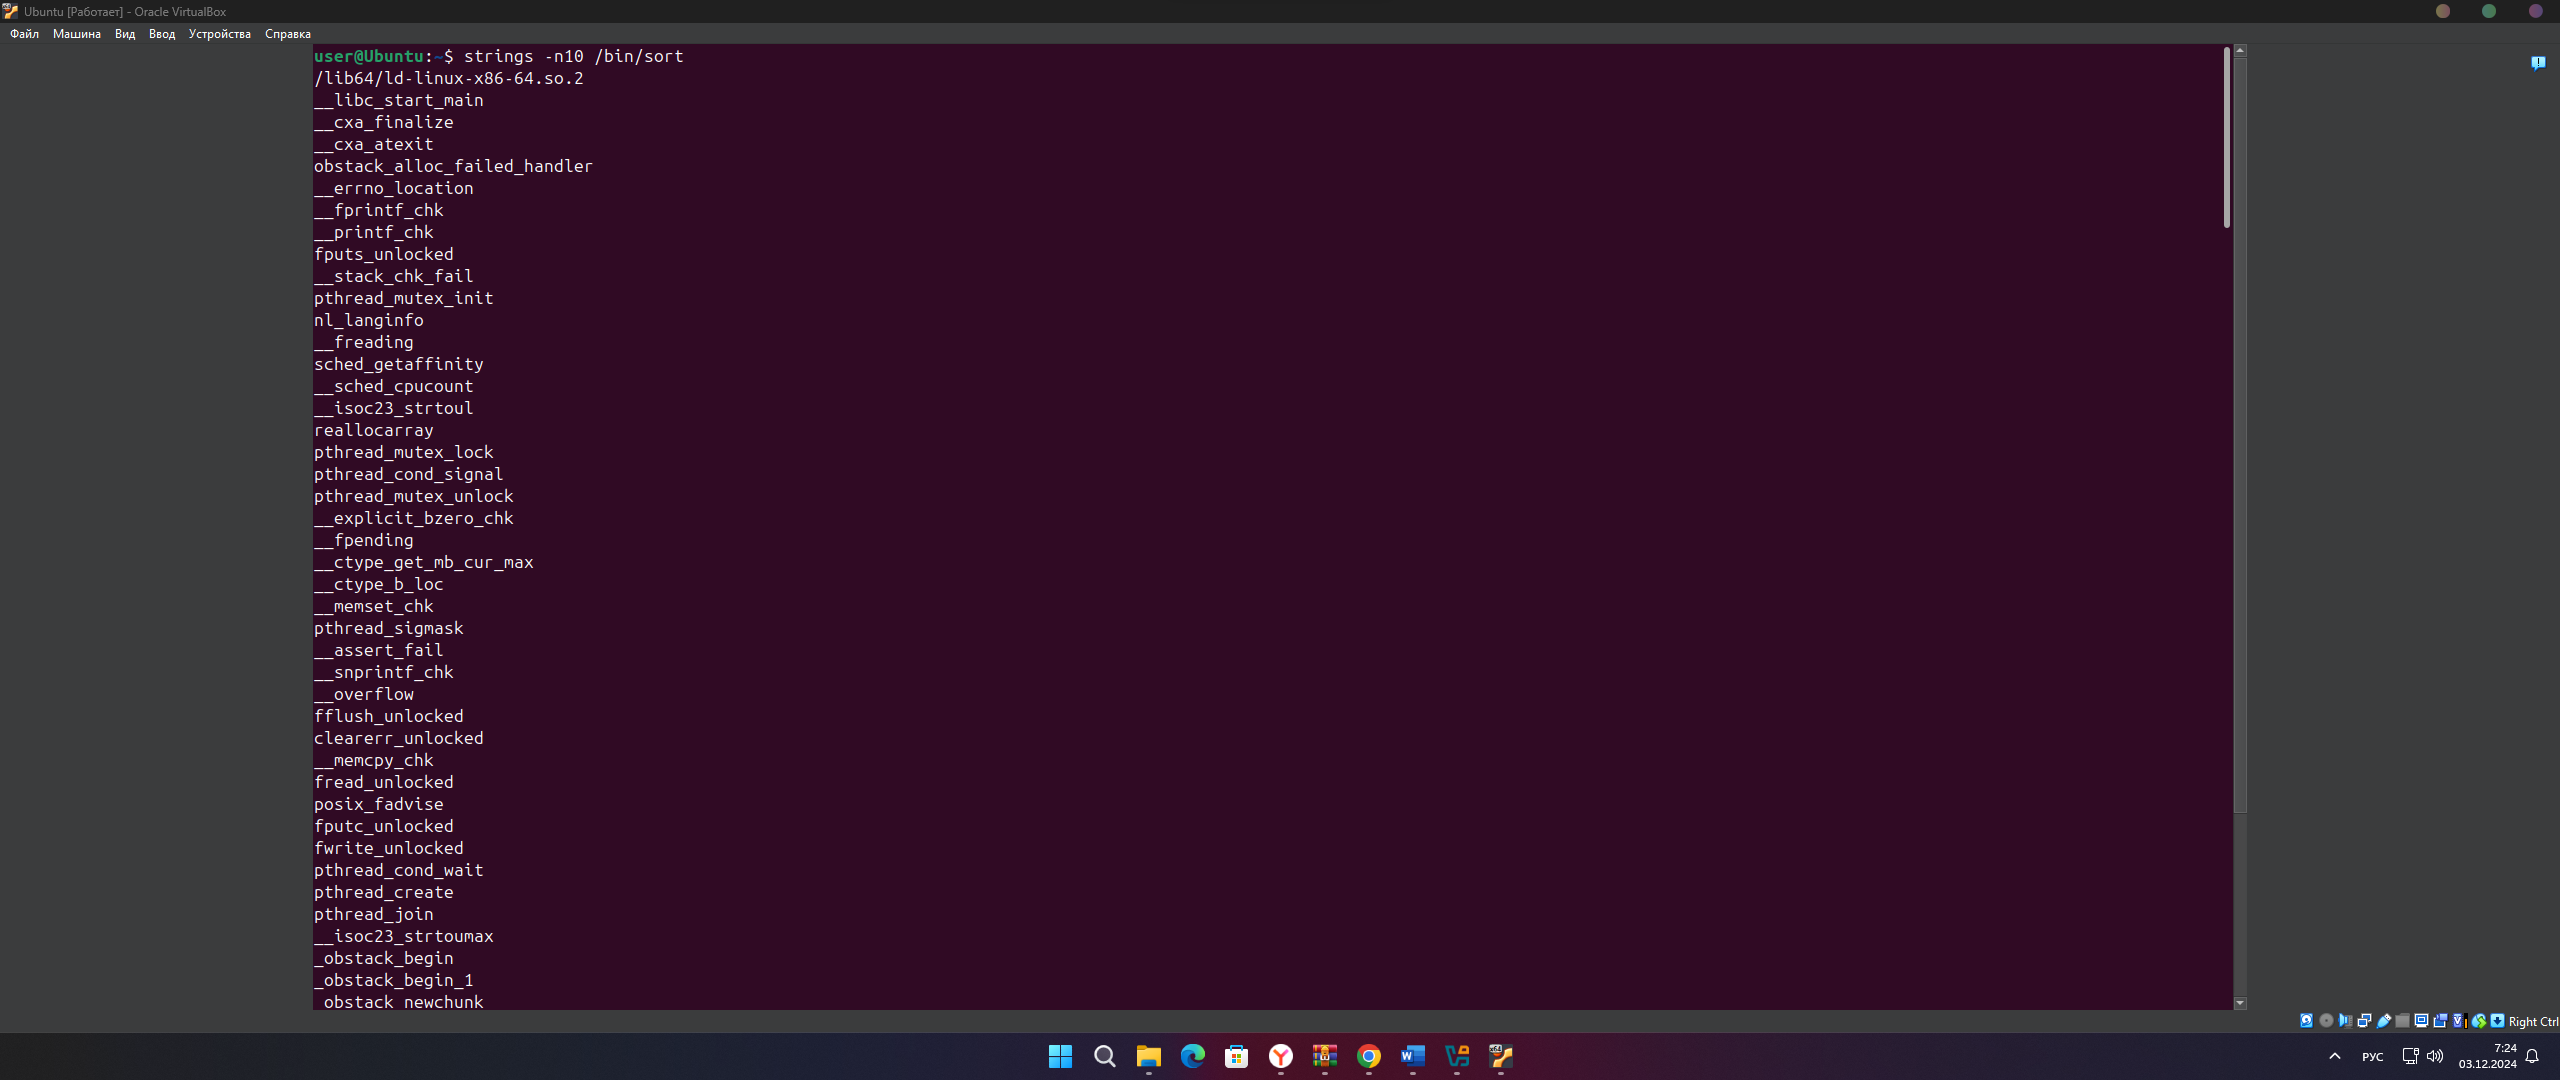 Ubuntu [Работает] - Oracle VirtualBox
Файл Машина Вид Ввод Устройства Справка
user@Ubuntu:~$ strings -n10 /bin/sort
/lib64/ld-linux-x86-64.so.2
__libc_start_main
__cxa_finalize
__cxa_atexit
obstack_alloc_failed_handler
__errno_location
__fprintf_chk
__printf_chk
fputs_unlocked
__stack_chk_fail
pthread_mutex_init
nl_langinfo
__freading
sched_getaffinity
__sched_cpucount
__isoc23_strtoul
reallocarray
pthread_mutex_lock
pthread_cond_signal
pthread_mutex_unlock
__explicit_bzero_chk
__fpending
__ctype_get_mb_cur_max
__ctype_b_loc
__memset_chk
pthread_sigmask
__assert_fail
__snprintf_chk
__overflow
fflush_unlocked
clearerr_unlocked
__memcpy_chk
fread_unlocked
posix_fadvise
fputc_unlocked
fwrite_unlocked
pthread_cond_wait
pthread_create
pthread_join
__isoc23_strtoumax
_obstack_begin
_obstack_begin_1
_obstack_newchunk
Right Ctrl
РУС
7:24
03.12.2024